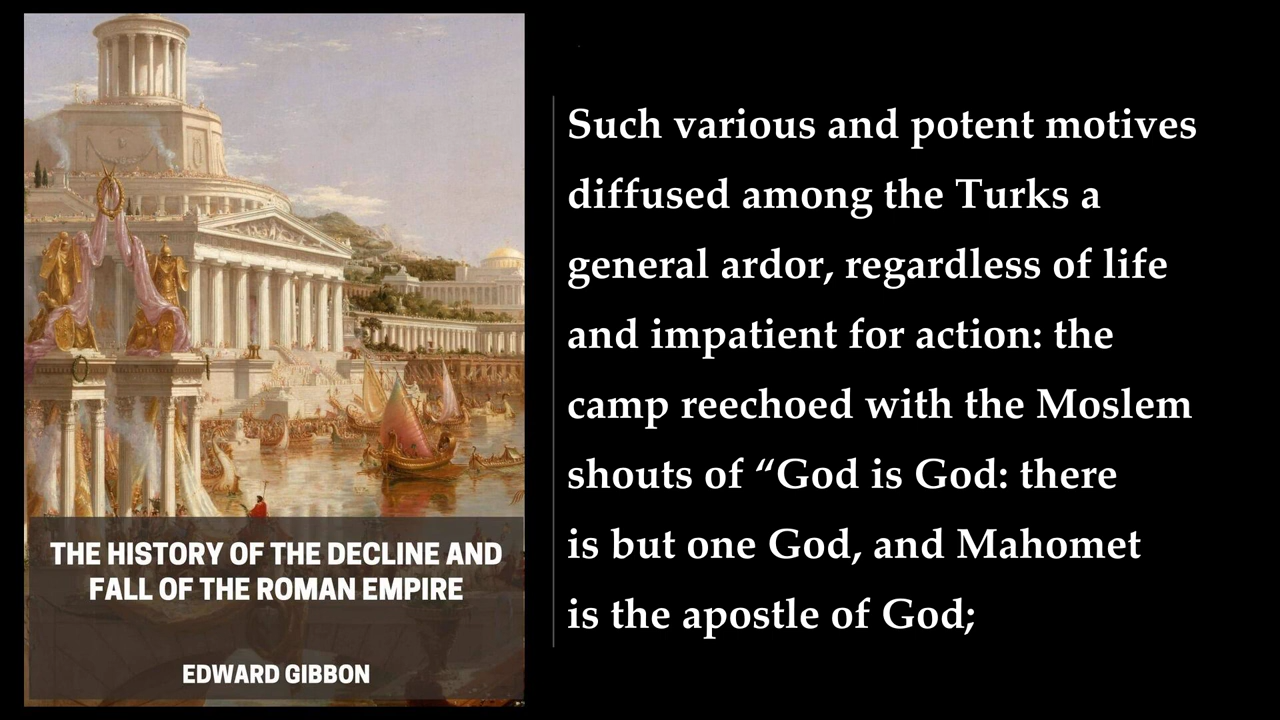 THE HISTORY OF THE DECLINE AND
FALL OF THE ROMAN EMPIRE
EDWARD GIBBON
Such various and potent motives
diffused among the Turks a
general ardor, regardless of life
and impatient for action: the
camp reechoed with the Moslem
shouts of “God is God: there
is but one God, and Mahomet
is the apostle of God;